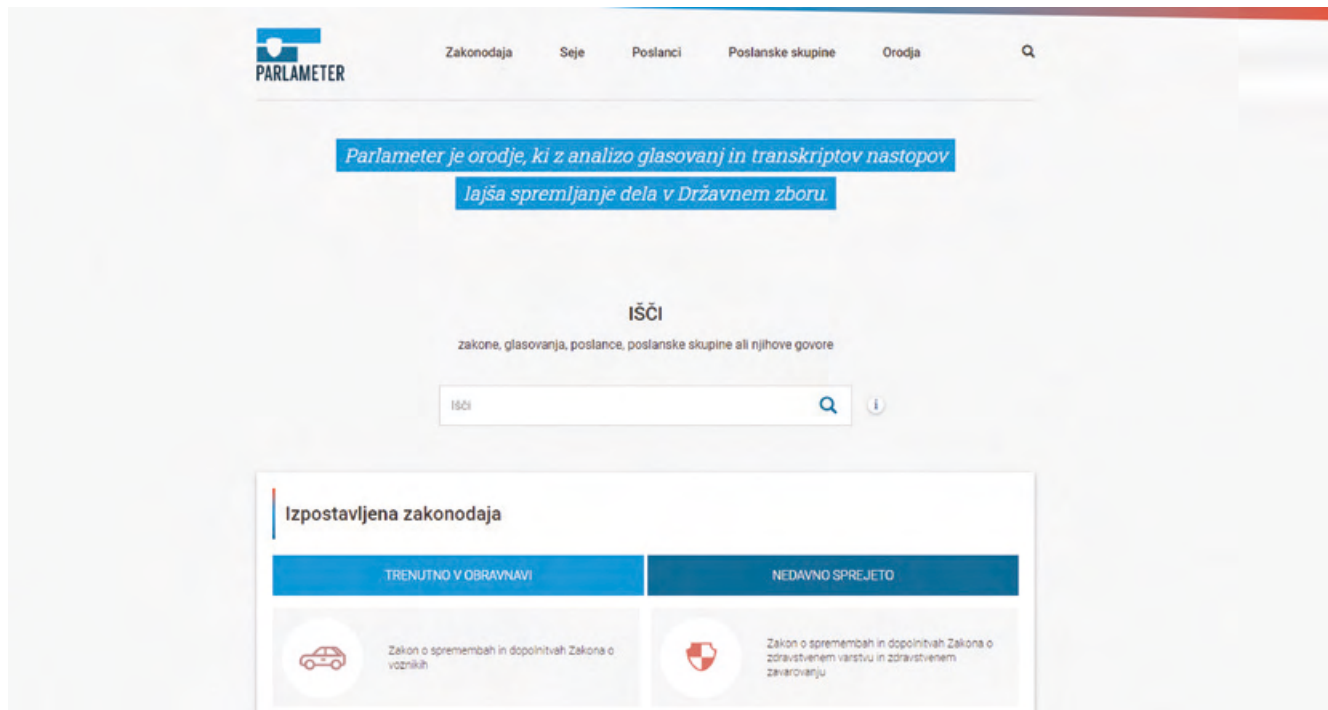 PARLAMETER
Zakonodaja Seje Poslanci Poslanske skupine Orodja
Parlameter je orodje, ki z analizo glasovanj in transkriptov nastopov
lajša spremljanje dela v Državnem zboru.
IŠČI
zakone, glasovanja, poslance, poslanske skupine ali njihove govore
Išči
i
Izpostavljena zakonodaja
TRENUTNO V OBRAVNAVI
NEDAVNO SPREJETO
Zakon o spremembah in dopolnitvah Zakona o
voznikih
Zakon o spremembah in dopolnitvah Zakona o
zdravstvenem varstvu in zdravstvenem
zavarovanju